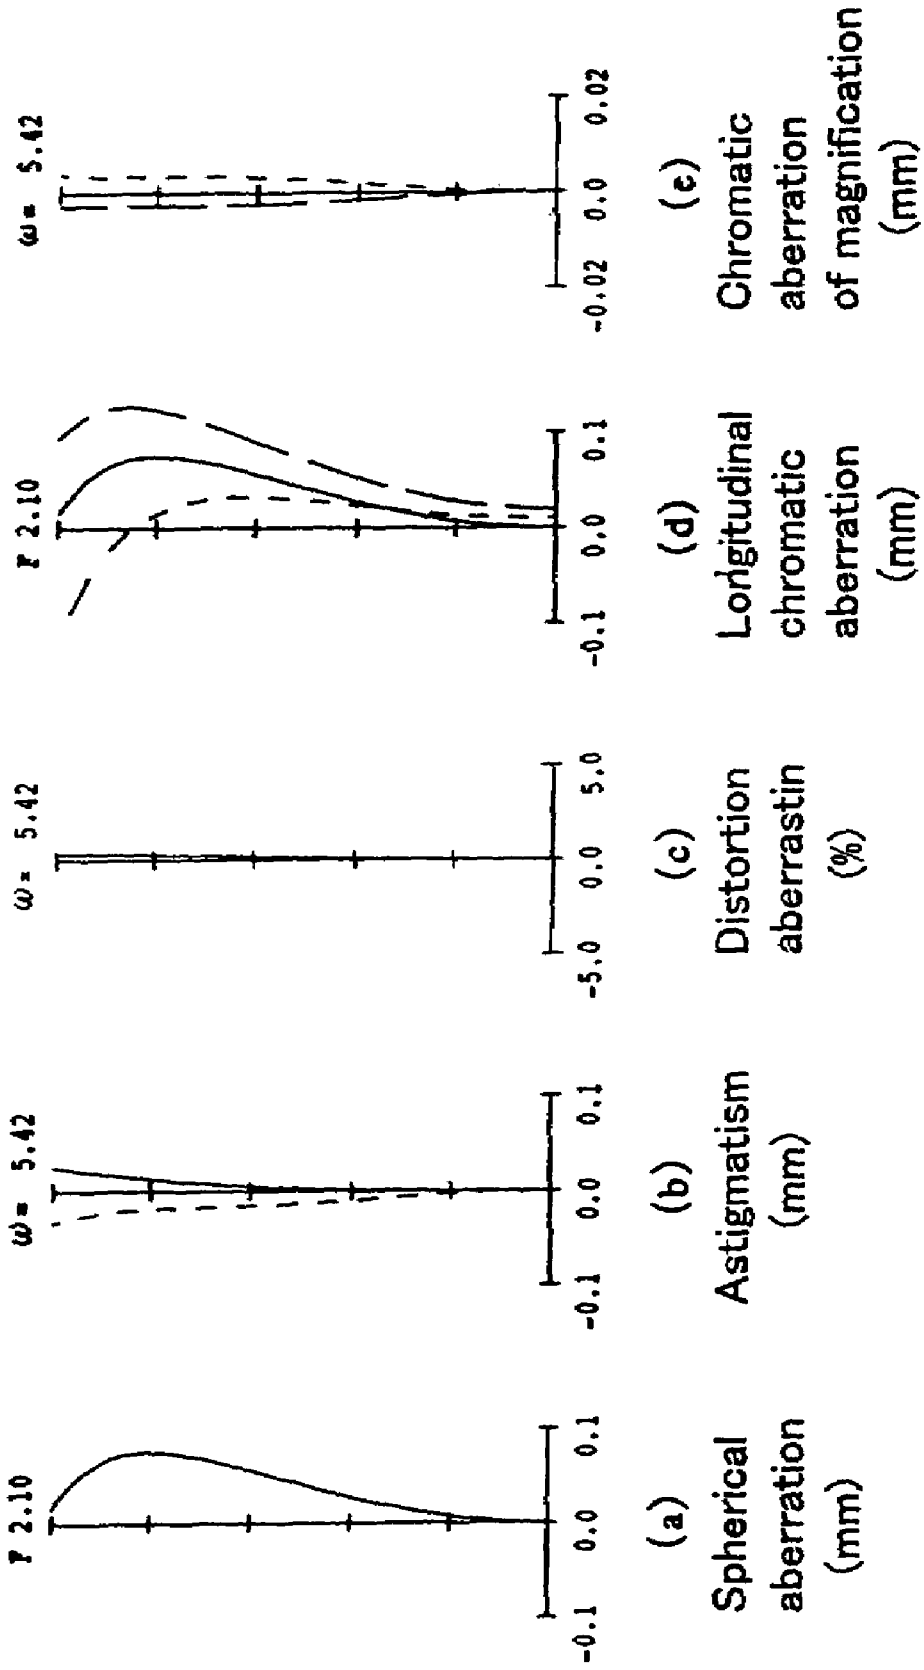 F 2.10
-0.1 0.0 0.1
(a)
Spherical
aberration
(mm)
ω= 5.42
-0.1 0.0 0.1
(b)
Astigmatism
(mm)
ω= 5.42
-5.0 0.0 5.0
(c)
Distortion
aberrastin
(%)
F 2.10
-0.1 0.0 0.1
(d)
Longitudinal
chromatic
aberration
(mm)
ω= 5.42
-0.02 0.0 0.02
(e)
Chromatic
aberration
of magnification
(mm)